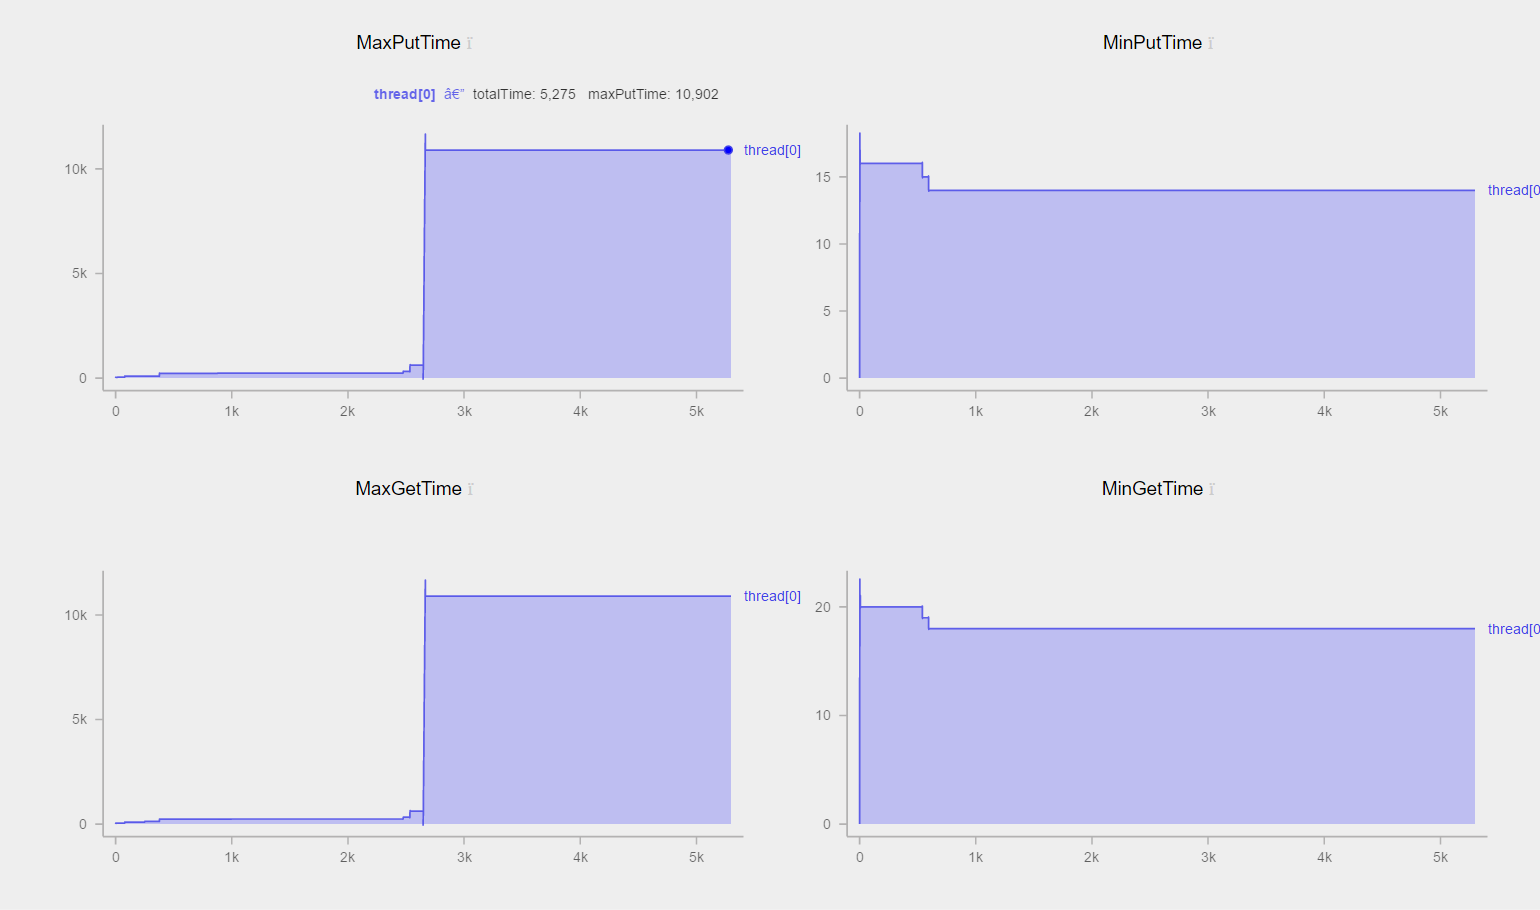 MaxPutTime ï
MinPutTime ï
thread[0] â€” totalTime: 5,275 maxPutTime: 10,902
10k
5k
0
thread[0]
0 1k 2k 3k 4k 5k
15
10
5
0
thread[0
0 1k 2k 3k 4k 5k
MaxGetTime ï
MinGetTime ï
10k
5k
0
thread[0]
0 1k 2k 3k 4k 5k
20
10
0
thread[0
0 1k 2k 3k 4k 5k